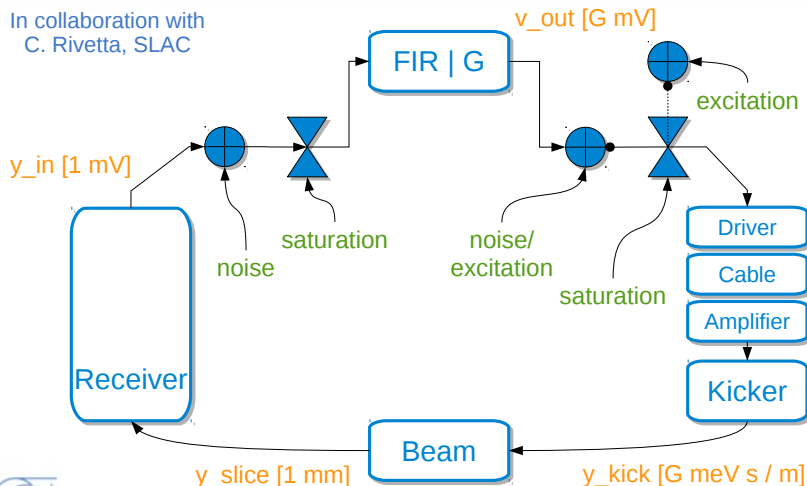 In collaboration with
C. Rivetta, SLAC
v_out [G mV]
FIR | G
excitation
y_in [1 mV]
saturation
noise
noise/
excitation
saturation
Driver
Cable
Amplifier
Receiver
Kicker
Beam
y_slice [1 mm]
y_kick [G meV s / m]